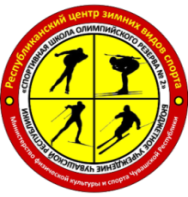 Республиканский центр зимних видов спорта
"СПОРТИВНАЯ ШКОЛА ОЛИМПИЙСКОГО РЕЗЕРВА № 2"
БЮДЖЕТНОЕ УЧРЕЖДЕНИЕ ЧУВАШСКОЙ РЕСПУБЛИКИ
Министерство физической культуры и спорта Чувашской Республики